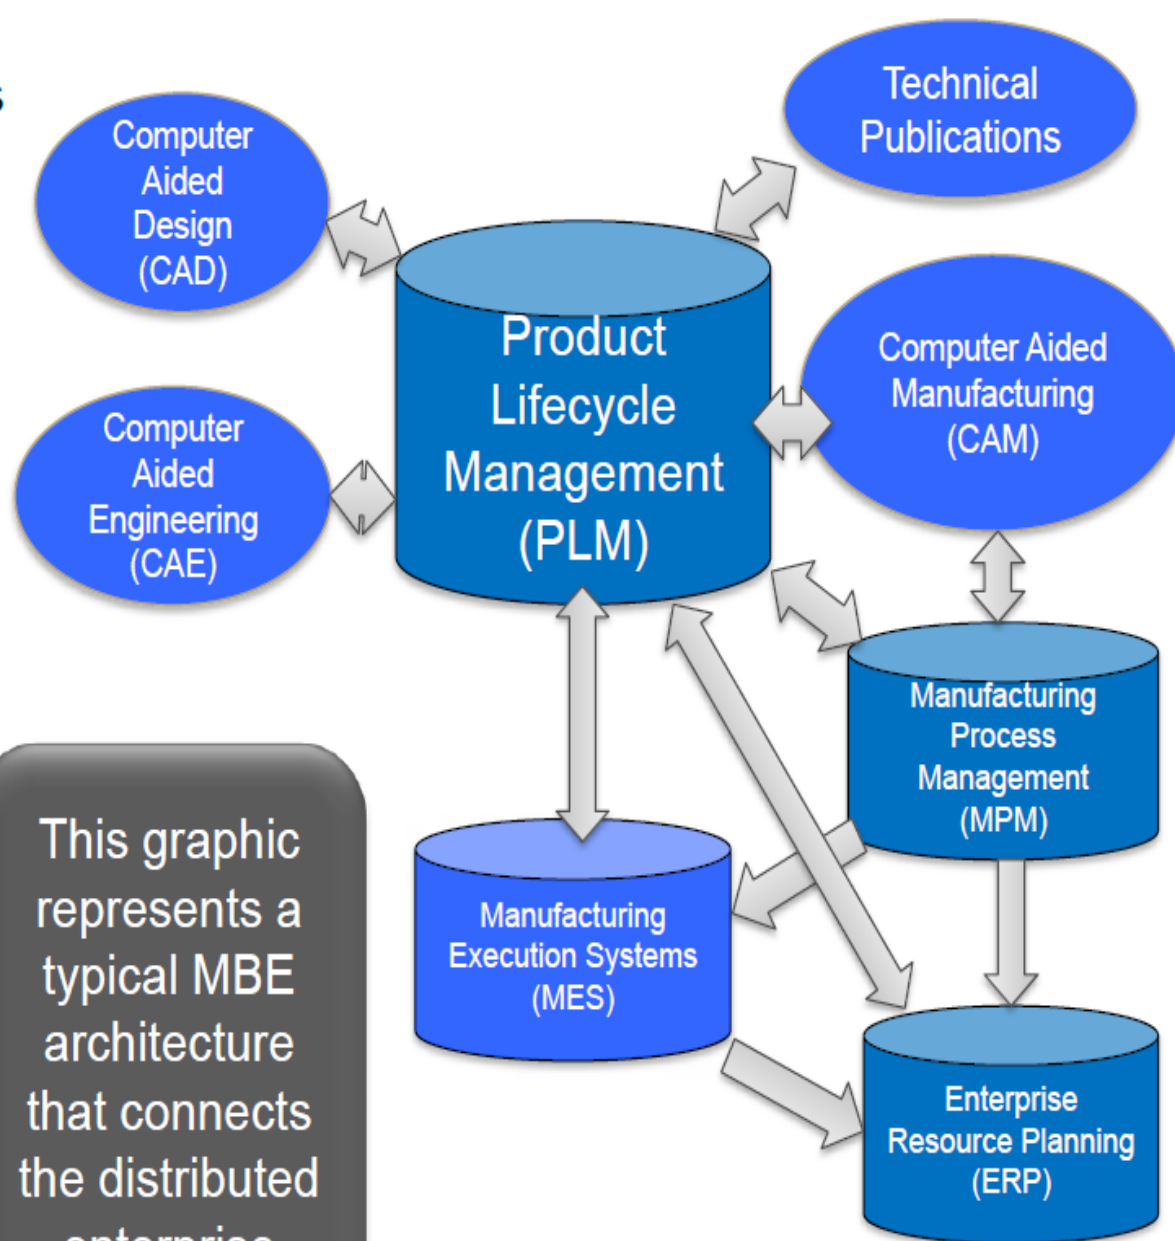 s
Technical
Publications
Computer
Aided
Design
(CAD)
Product
Lifecycle
Management
(PLM)
Computer Aided
Manufacturing
(CAM)
Computer
Aided
Engineering
(CAE)
Manufacturing
Process
Management
(MPM)
This graphic
represents a
typical MBE
architecture
that connects
the distributed
enterprise
Manufacturing
Execution Systems
(MES)
Enterprise
Resource Planning
(ERP)